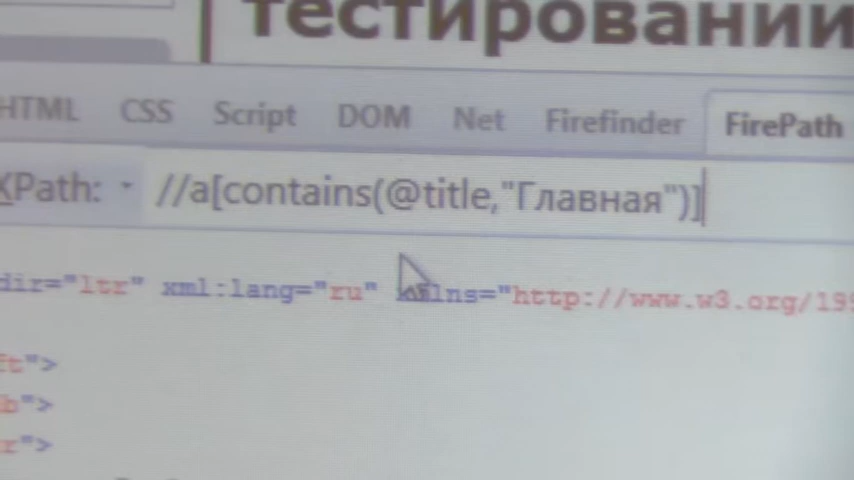 тестировании
HTML CSS Script DOM Net Firefinder FirePath
XPath: //a[contains(@title,"Главная")]
dir="ltr" xml:lang="ru" xmlns="http://www.w3.org/199
t">
b">
r">